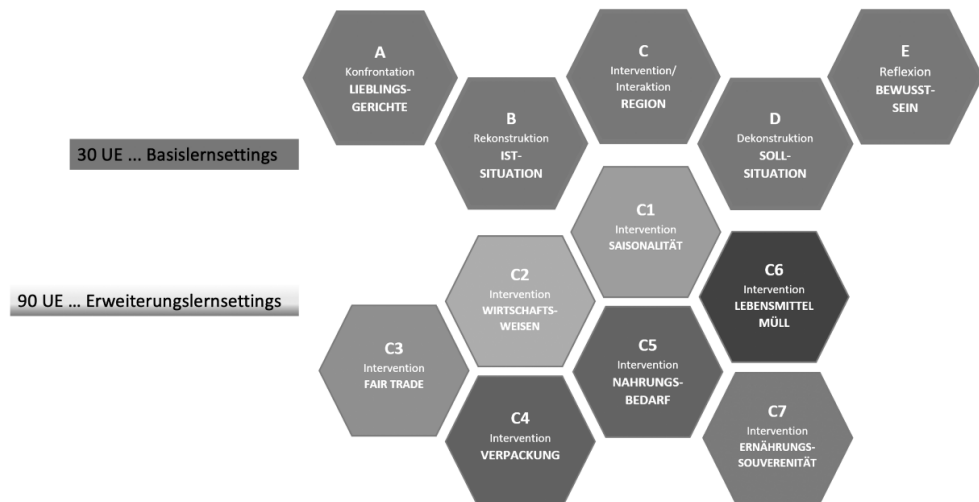 A
Konfrontation
LIEBLINGS-
GERICHTE
B
Rekonstruktion
IST-
SITUATION
C
Intervention/
Interaktion
REGION
D
Dekonstruktion
SOLL-
SITUATION
E
Reflexion
BEWUSST-
SEIN
30 UE ... Basislernsettings
C1
Intervention
SAISONALITÄT
90 UE ... Erweiterungslernsettings
C2
Intervention
WIRTSCHAFTS-
WEISEN
C6
Intervention
LEBENSMITTEL
MÜLL
C3
Intervention
FAIR TRADE
C5
Intervention
NAHRUNGS-
BEDARF
C4
Intervention
VERPACKUNG
C7
Intervention
ERNÄHRUNGS-
SOUVERENITÄT